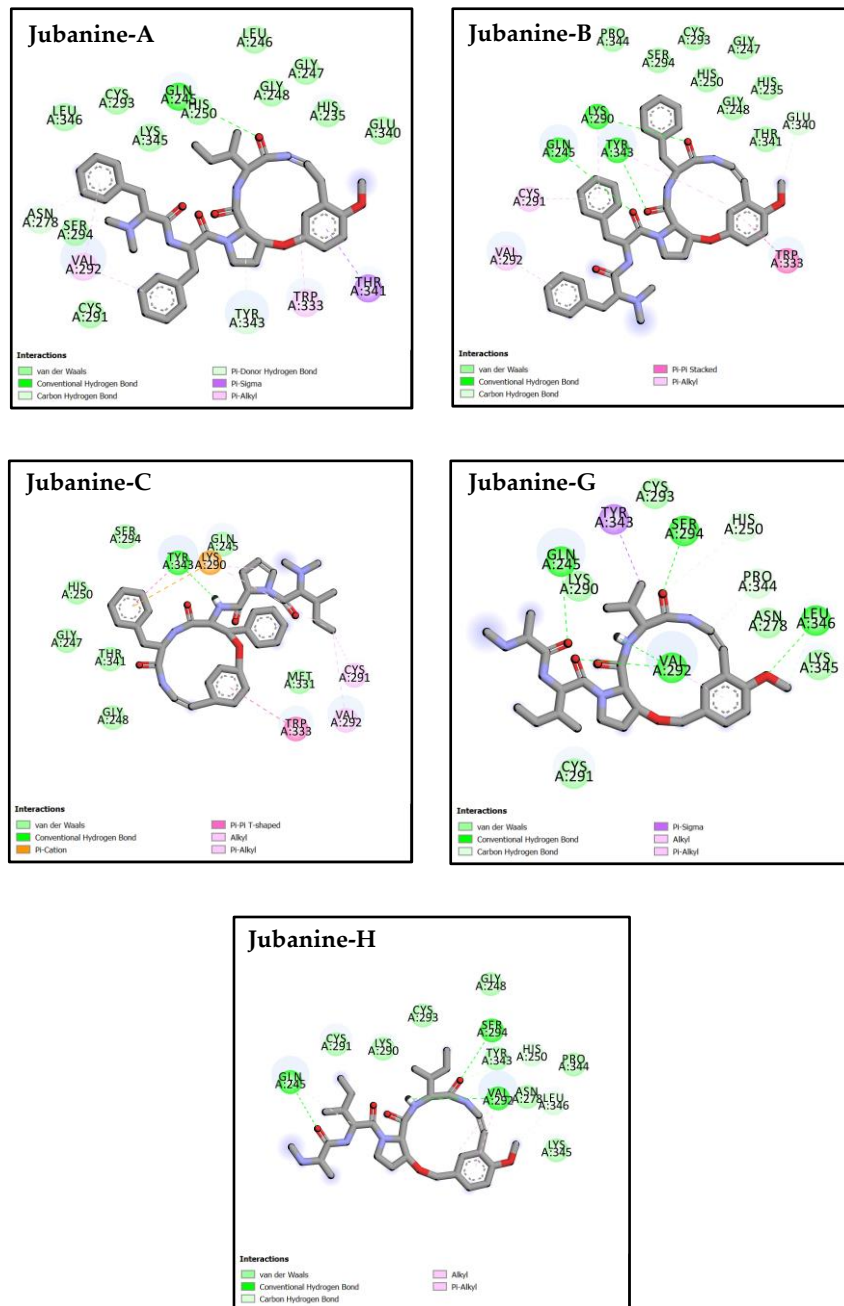 Jubanine-A
LEU
A:246
GLY
A:247
GLN
A:245
HIS
A:250
GLY
A:248
CYS
A:293
HIS
A:235
LEU
A:346
LYS
A:345
GLU
A:340
ASN
A:278
SER
A:294
VAL
A:292
THR
A:341
TRP
A:333
CYS
A:291
TYR
A:343
Interactions
van der Waals
Conventional Hydrogen Bond
Carbon Hydrogen Bond
Pi-Donor Hydrogen Bond
Pi-Sigma
Pi-Alkyl
Jubanine-B
PRO
A:344
CYS
A:293
GLY
A:247
SER
A:294
HIS
A:250
HIS
A:235
LYS
A:290
GLY
A:248
GLU
A:340
GLN
A:245
TYR
A:343
THR
A:341
CYS
A:291
VAL
A:292
TRP
A:333
Interactions
van der Waals
Conventional Hydrogen Bond
Carbon Hydrogen Bond
Pi-Pi Stacked
Pi-Alkyl
Jubanine-C
SER
A:294
GLN
A:245
TYR
A:343
LYS
A:290
HIS
A:250
GLY
A:247
THR
A:341
MET
A:331
CYS
A:291
GLY
A:248
TRP
A:333
VAL
A:292
Interactions
van der Waals
Conventional Hydrogen Bond
Pi-Cation
Pi-Pi T-shaped
Alkyl
Pi-Alkyl
Jubanine-G
CYS
A:293
TYR
A:343
SER
A:294
HIS
A:250
GLN
A:245
LYS
A:290
PRO
A:344
ASN
A:278
LEU
A:346
VAL
A:292
LYS
A:345
CYS
A:291
Interactions
van der Waals
Conventional Hydrogen Bond
Carbon Hydrogen Bond
Pi-Sigma
Alkyl
Pi-Alkyl
Jubanine-H
GLY
A:248
CYS
A:293
SER
A:294
CYS
A:291
LYS
A:290
TYR
A:343
HIS
A:250
PRO
A:344
GLN
A:245
VAL
A:292
ASN
A:278
LEU
A:346
LYS
A:345
Interactions
van der Waals
Conventional Hydrogen Bond
Carbon Hydrogen Bond
Alkyl
Pi-Alkyl